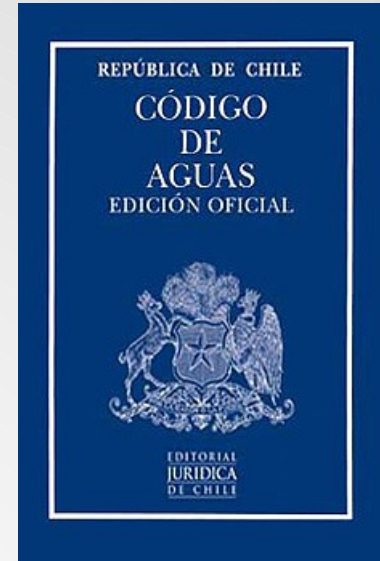 REPÚBLICA DE CHILE
CÓDIGO
DE
AGUAS
EDICIÓN OFICIAL
EDITORIAL
JURIDICA
DE CHILE